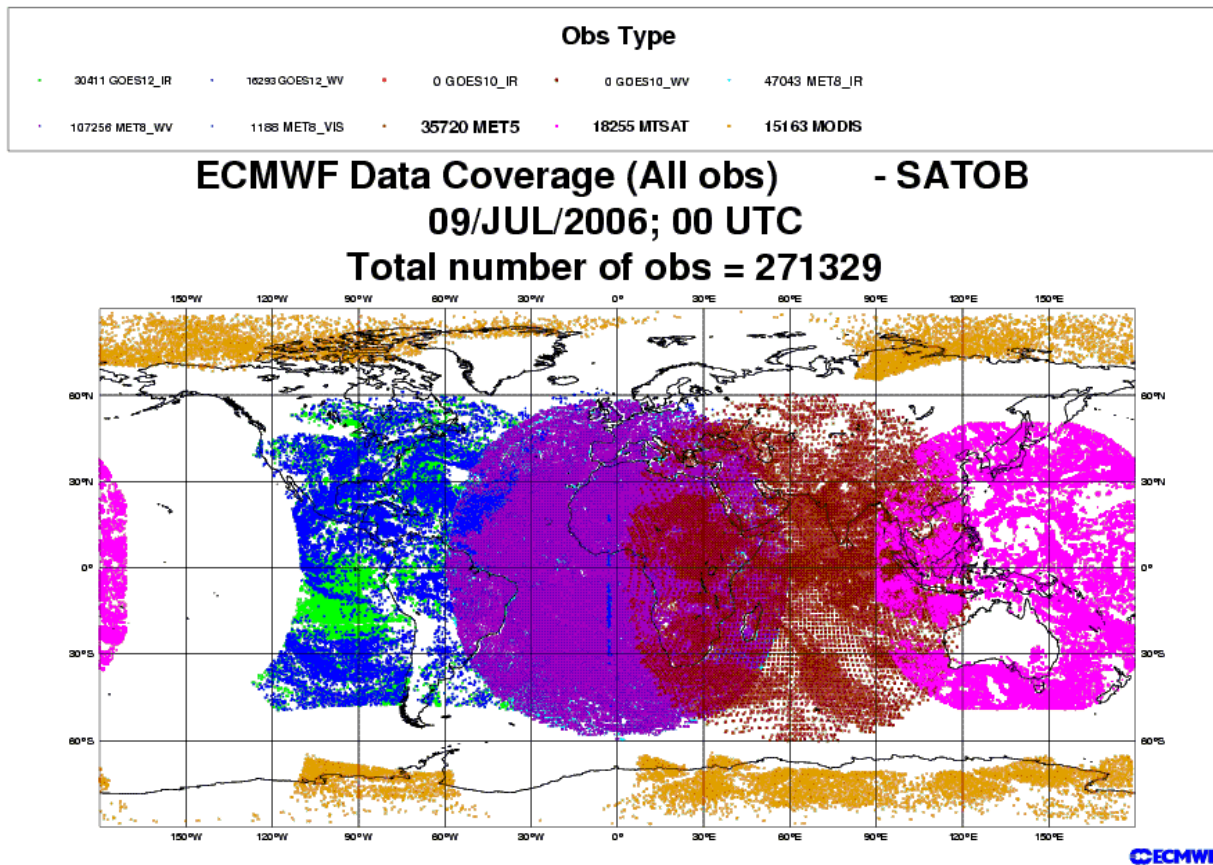 Obs Type
30411 GOES12_IR 16293 GOES12_WV 0 GOES10_IR 0 GOES10_WV 47043 MET8_IR
107256 MET8_WV 1188 MET8_VIS 35720 MET5 18255 MTSAT 15163 MODIS
ECMWF Data Coverage (All obs) - SATOB
09/JUL/2006; 00 UTC
Total number of obs = 271329
150°W 120°W 90°W 60°W 30°W 0° 30°E 60°E 90°E 120°E 150°E
60°N 60°N
30°N 30°N
0° 0°
30°S 30°S
60°S 60°S
150°W 120°W 90°W 60°W 30°W 0° 30°E 60°E 90°E 120°E 150°E
ECMWF